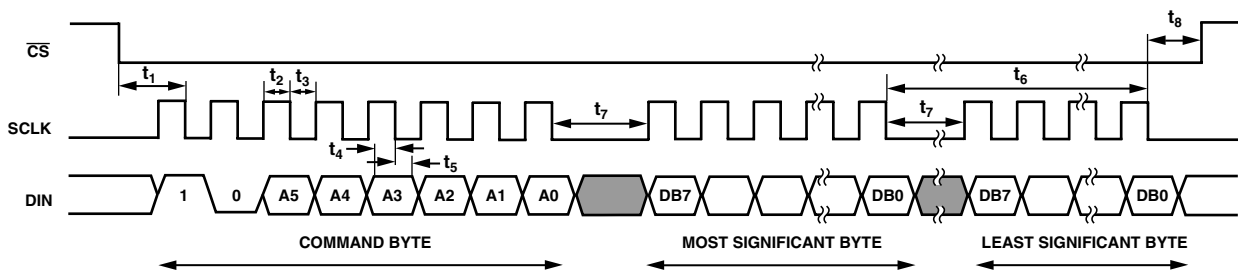 t8
CS
t1
t2 t3
t6
SCLK
t7
t7
t4
t5
DIN
1 0 A5 A4 A3 A2 A1 A0 DB7 DB0 DB7 DB0
COMMAND BYTE MOST SIGNIFICANT BYTE LEAST SIGNIFICANT BYTE